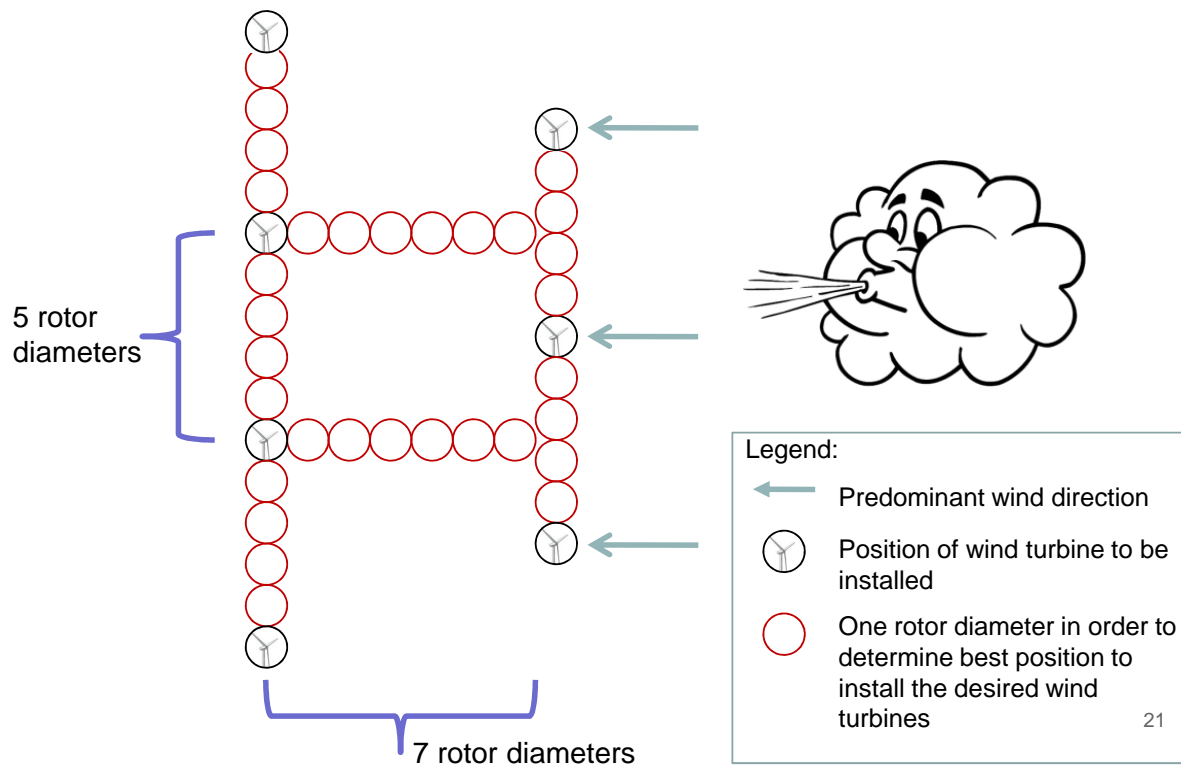 5 rotor
diameters
7 rotor diameters
Legend:
Predominant wind direction
Position of wind turbine to be
installed
One rotor diameter in order to
determine best position to
install the desired wind
turbines
21